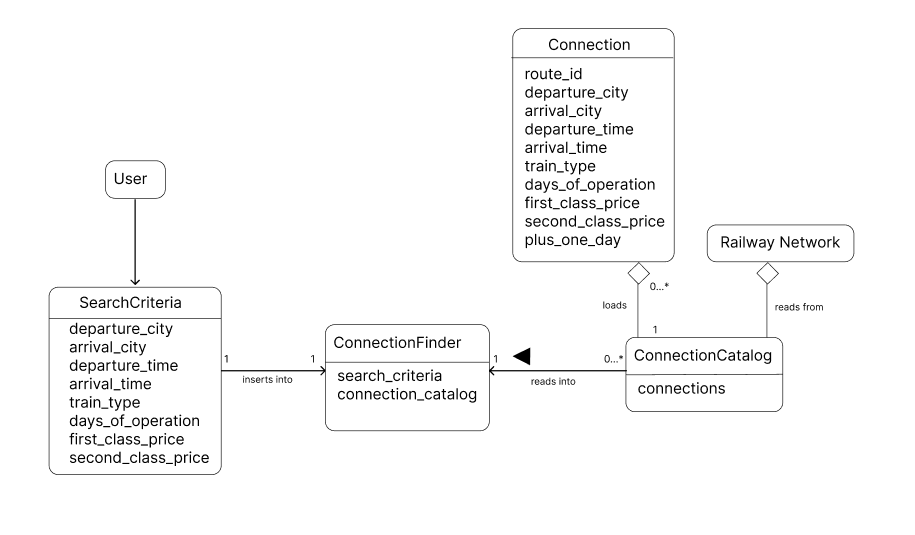 Connection
route_id
departure_city
arrival_city
departure_time
arrival_time
train_type
days_of_operation
first_class_price
second_class_price
plus_one_day
User
Railway Network
0...*
loads
reads from
1
SearchCriteria
departure_city
arrival_city
departure_time
arrival_time
train_type
days_of_operation
first_class_price
second_class_price
1
inserts into
1
ConnectionFinder
search_criteria
connection_catalog
1
reads into
0...*
ConnectionCatalog
connections